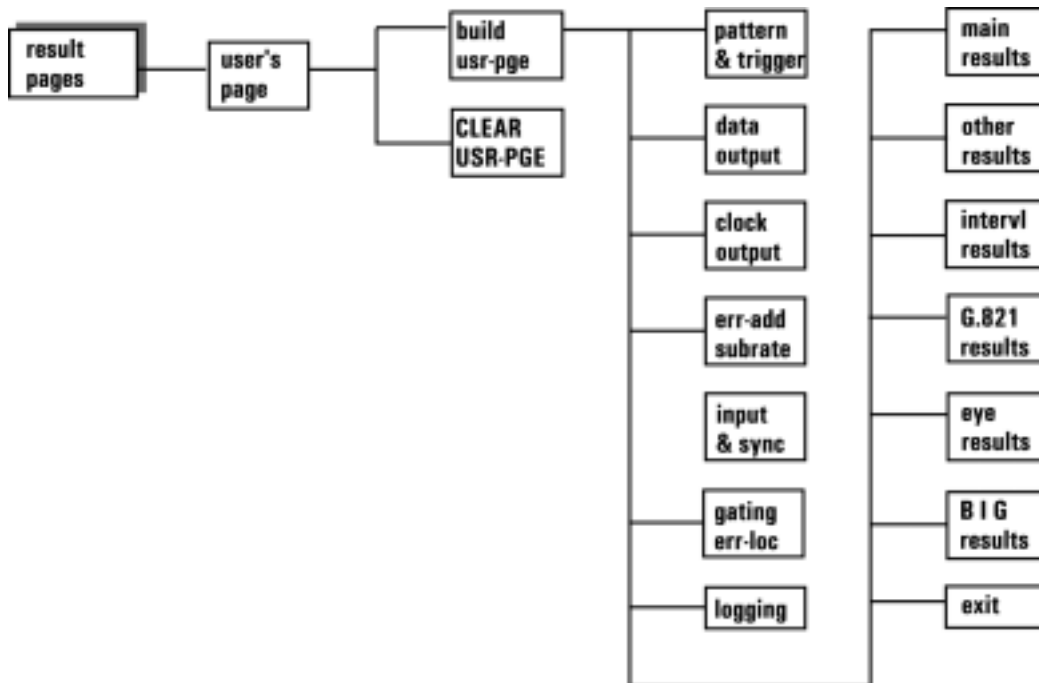 result
pages
user's
page
build
usr-pge
CLEAR
USR-PGE
pattern
& trigger
data
output
clock
output
err-add
subrate
input
& sync
gating
err-loc
logging
main
results
other
results
intervl
results
G.821
results
eye
results
B I G
results
exit